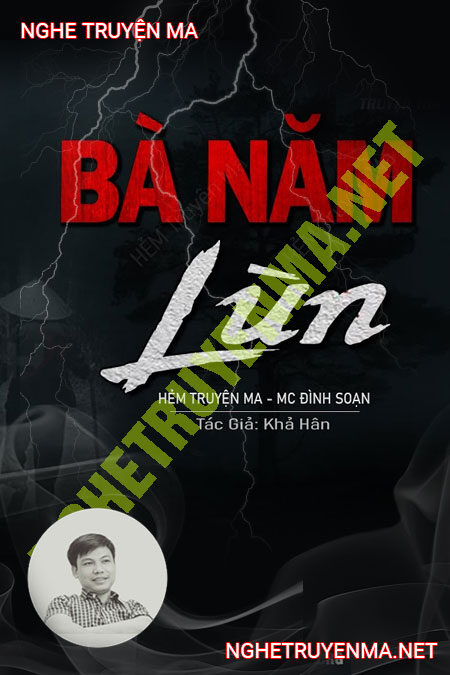 NGHE TRUYỆN MA
BÀ NĂM
Lùn
HẺM TRUYỆN MA - MC ĐÌNH SOẠN
Tác Giả: Khả Hân
NGHETRUYENMA.NET
NGHETRUYENMA.NET